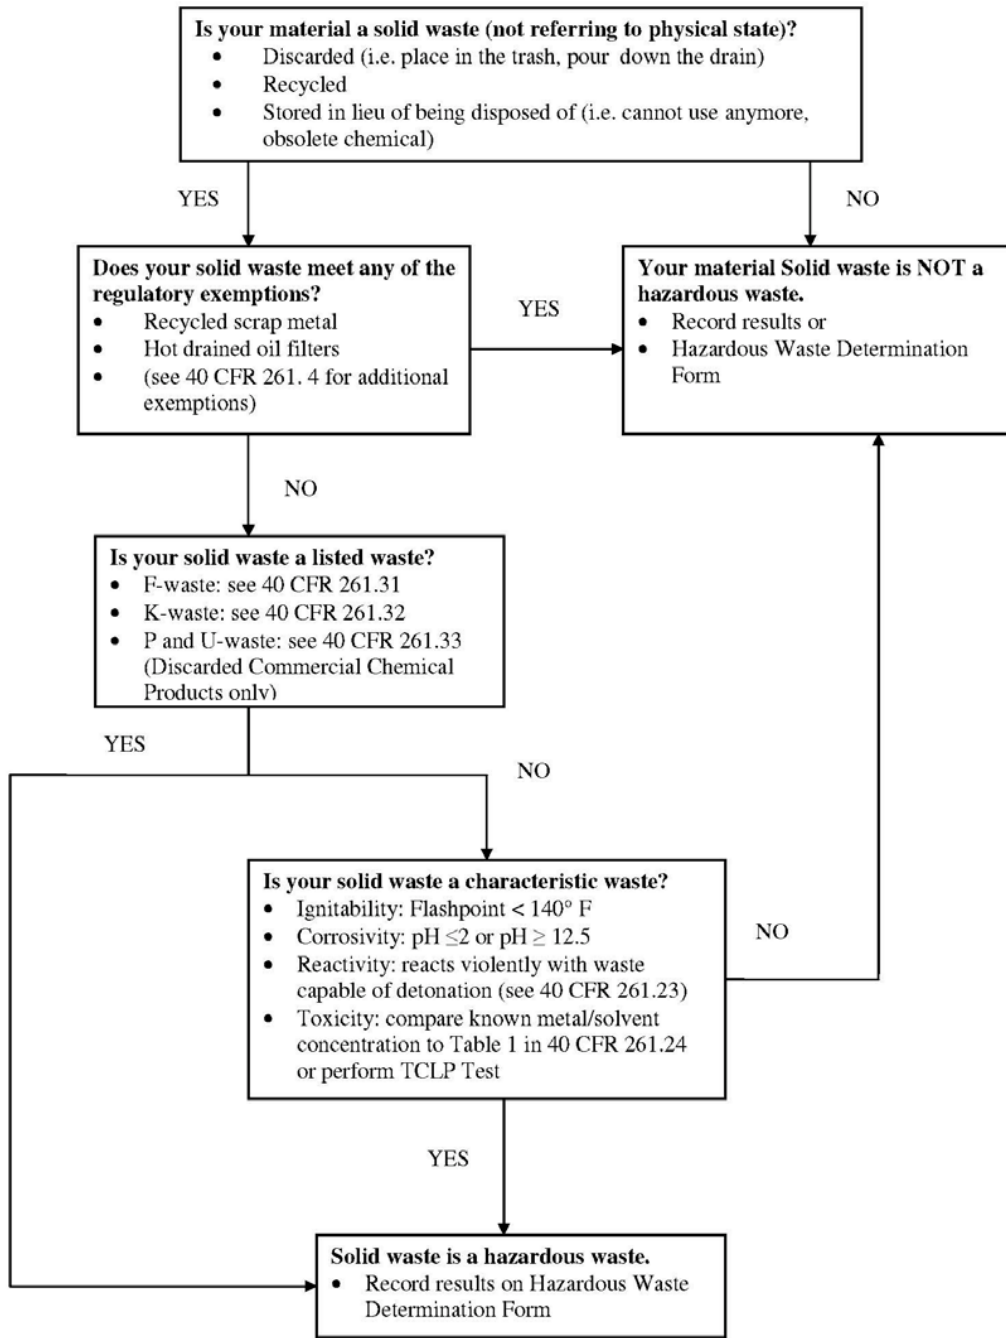 Is your material a solid waste (not referring to physical state)?
• Discarded (i.e. place in the trash, pour down the drain)
• Recycled
• Stored in lieu of being disposed of (i.e. cannot use anymore,
obsolete chemical)
YES
NO
Does your solid waste meet any of the
regulatory exemptions?
• Recycled scrap metal
• Hot drained oil filters
• (see 40 CFR 261. 4 for additional
exemptions)
YES
Your material Solid waste is NOT a
hazardous waste.
• Record results or
• Hazardous Waste Determination
Form
NO
Is your solid waste a listed waste?
• F-waste: see 40 CFR 261.31
• K-waste: see 40 CFR 261.32
• P and U-waste: see 40 CFR 261.33
(Discarded Commercial Chemical
Products only)
YES
NO
Is your solid waste a characteristic waste?
• Ignitability: Flashpoint < 140° F
• Corrosivity: pH ≤2 or pH ≥ 12.5
• Reactivity: reacts violently with waste
capable of detonation (see 40 CFR 261.23)
• Toxicity: compare known metal/solvent
concentration to Table 1 in 40 CFR 261.24
or perform TCLP Test
NO
YES
Solid waste is a hazardous waste.
• Record results on Hazardous Waste
Determination Form